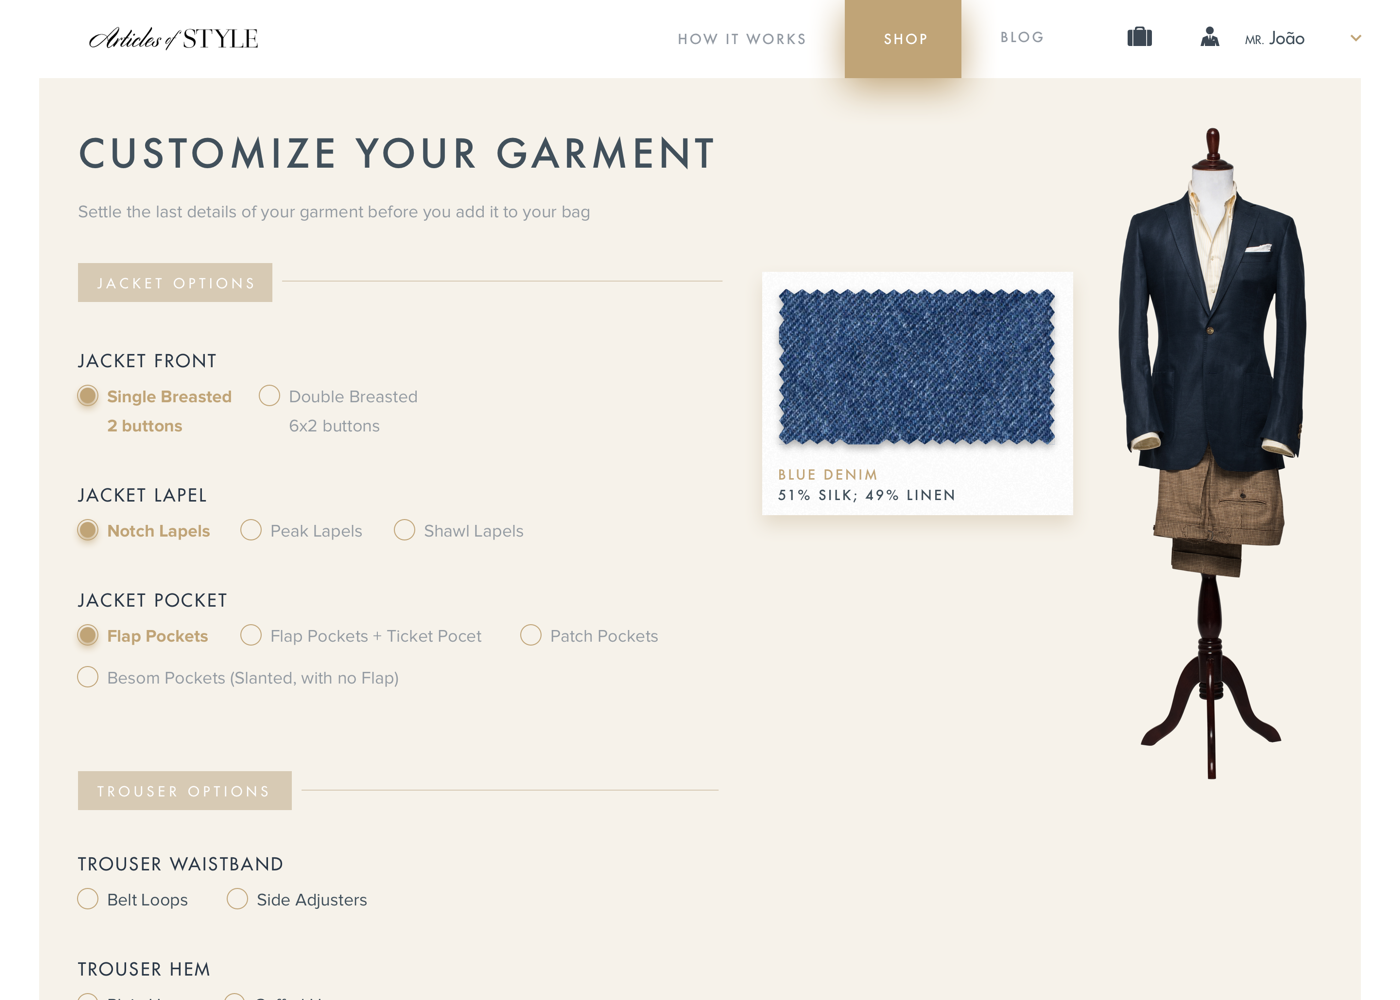 Articles of STYLE
HOW IT WORKS
SHOP
BLOG
MR. João
CUSTOMIZE YOUR GARMENT
Settle the last details of your garment before you add it to your bag
JACKET OPTIONS
JACKET FRONT
Single Breasted
2 buttons
Double Breasted
6x2 buttons
JACKET LAPEL
Notch Lapels
Peak Lapels
Shawl Lapels
JACKET POCKET
Flap Pockets
Flap Pockets + Ticket Pocet
Patch Pockets
Besom Pockets (Slanted, with no Flap)
BLUE DENIM
51% SILK; 49% LINEN
TROUSER OPTIONS
TROUSER WAISTBAND
Belt Loops
Side Adjusters
TROUSER HEM